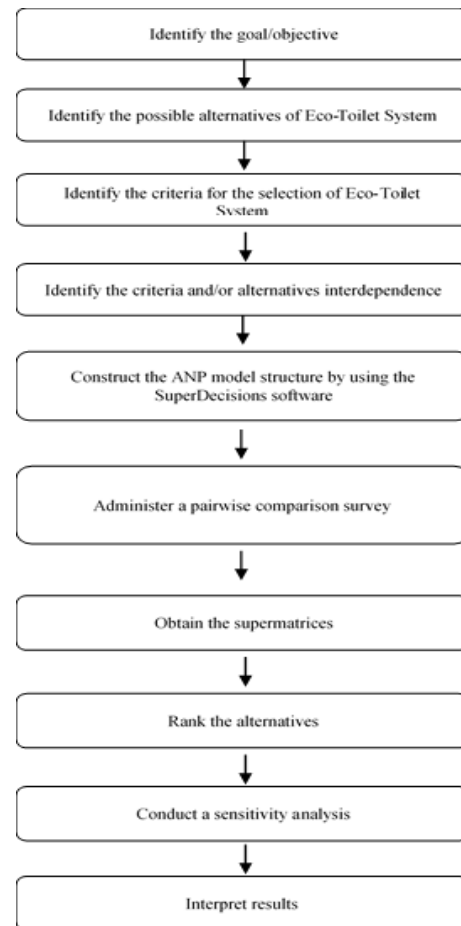 Identify the goal/objective
Identify the possible alternatives of Eco-Toilet System
Identify the criteria for the selection of Eco-Toilet
System
Identify the criteria and/or alternatives interdependence
Construct the ANP model structure by using the
SuperDecisions software
Administer a pairwise comparison survey
Obtain the supermatrices
Rank the alternatives
Conduct a sensitivity analysis
Interpret results